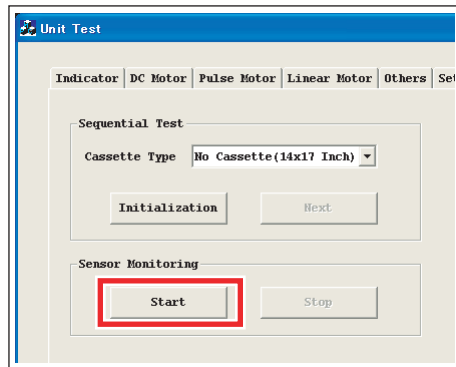 Unit Test
Indicator DC Motor Pulse Motor Linear Motor Others
Sequential Test
Cassette Type No Cassette(14x17 Inch)
Initialization Next
Sensor Monitoring
Start Stop